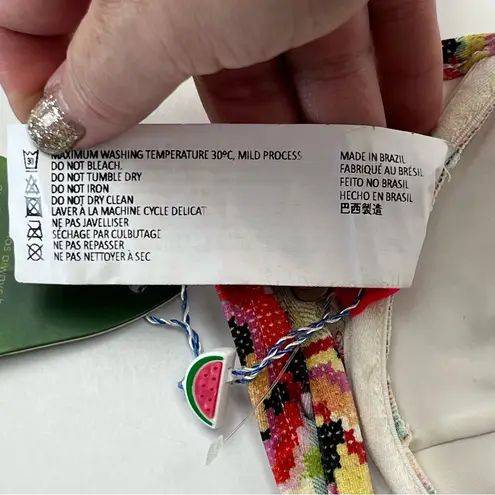 MAXIMUM WASHING TEMPERATURE 30ºC, MILD PROCESS
DO NOT BLEACH.
DO NOT TUMBLE DRY
DO NOT IRON
DO NOT DRY CLEAN
LAVER À LA MACHINE CYCLE DELICAT
NE PAS JAVELLISER
SÉCHAGE PAR CULBUTAGE
NE PAS REPASSER
NE PAS NETTOYER À SEC
MADE IN BRAZIL
FABRIQUÉ AU BRÉSIL
FEITO NO BRASIL
HECHO EN BRASIL
巴西製造
30